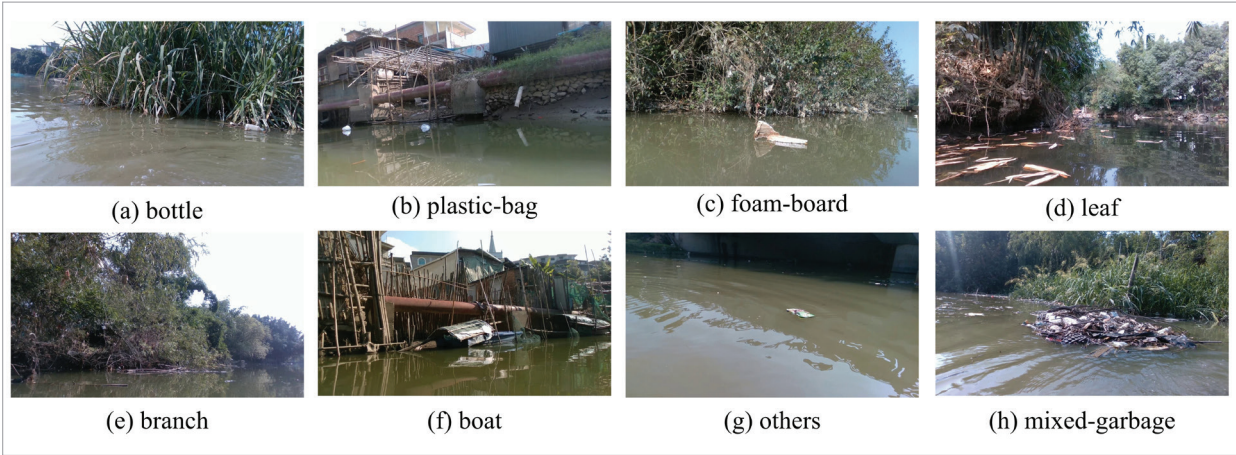 (a) bottle
(b) plastic-bag
(c) foam-board
(d) leaf
(e) branch
(f) boat
(g) others
(h) mixed-garbage